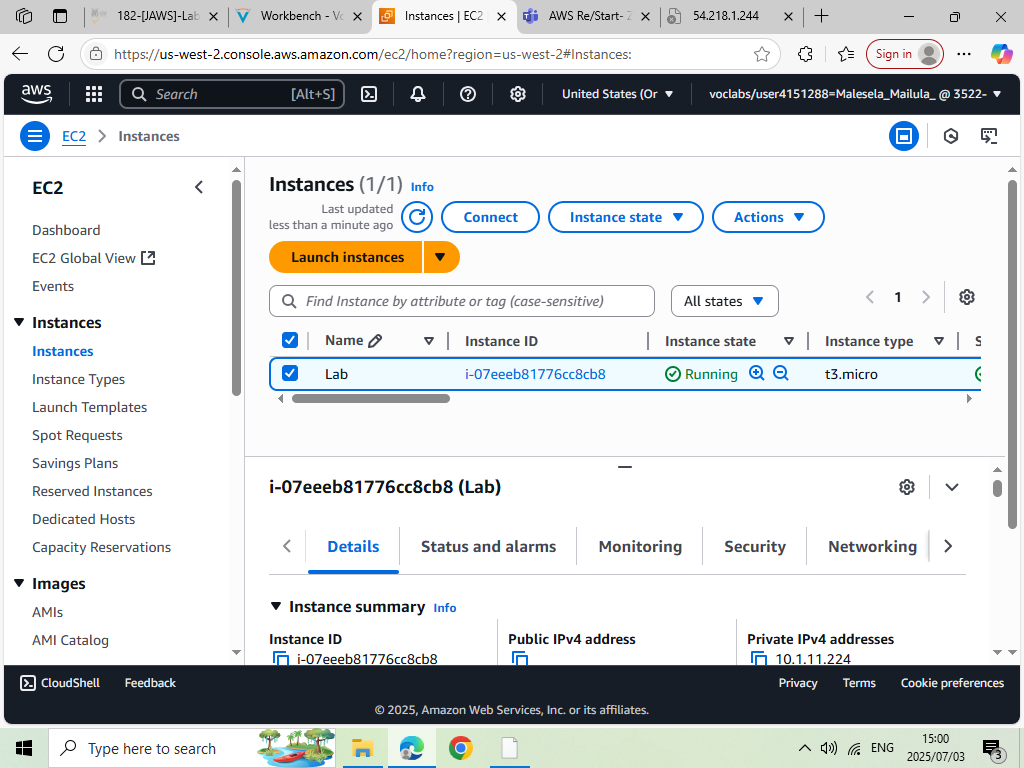 182-[JAWS]-Lab
Workbench - Vo
Instances | EC2
AWS Re/Start- 2
54.218.1.244
https://us-west-2.console.aws.amazon.com/ec2/home?region=us-west-2#Instances:
Sign in
aws
Search
[Alt+S]
United States (Or
voclabs/user4151288=Malesela_Mailula_ @ 3522-
EC2
Instances
EC2
Dashboard
EC2 Global View
Events
Instances
Instances
Instance Types
Launch Templates
Spot Requests
Savings Plans
Reserved Instances
Dedicated Hosts
Capacity Reservations
Images
AMIs
AMI Catalog
Instances (1/1) Info
Last updated
less than a minute ago
Connect
Instance state
Actions
Launch instances
Find Instance by attribute or tag (case-sensitive)
All states
1
Name
Instance ID
Instance state
Instance type
S
Lab
i-07eeeb81776cc8cb8
Running
t3.micro
i-07eeeb81776cc8cb8 (Lab)
Details
Status and alarms
Monitoring
Security
Networking
Instance summary Info
Instance ID
i-07eeeb81776cc8cb8
Public IPv4 address
Private IPv4 addresses
10.1.11.224
CloudShell
Feedback
Privacy
Terms
Cookie preferences
© 2025, Amazon Web Services, Inc. or its affiliates.
Type here to search
ENG
15:00
2025/07/03
3